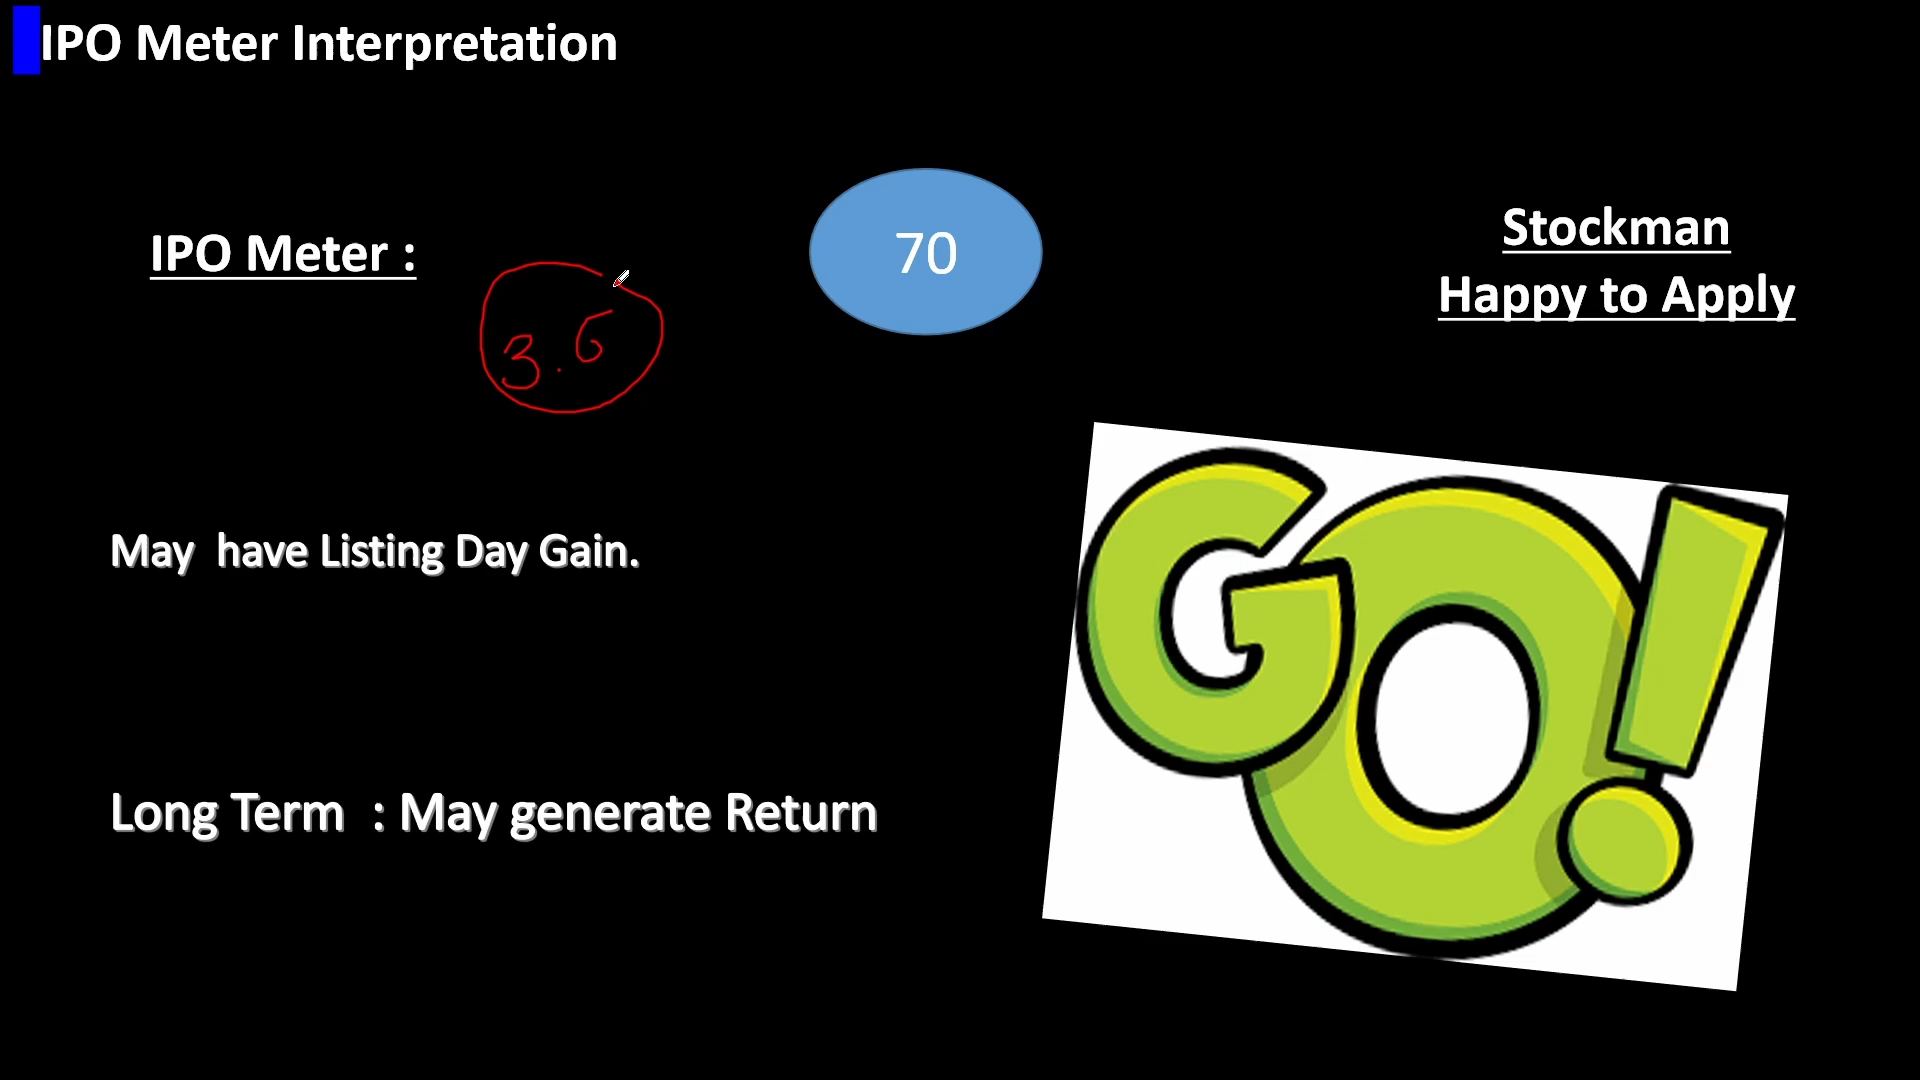 IPO Meter Interpretation
IPO Meter :
3.5
70
Stockman
Happy to Apply
May have Listing Day Gain.
Long Term : May generate Return
GO!